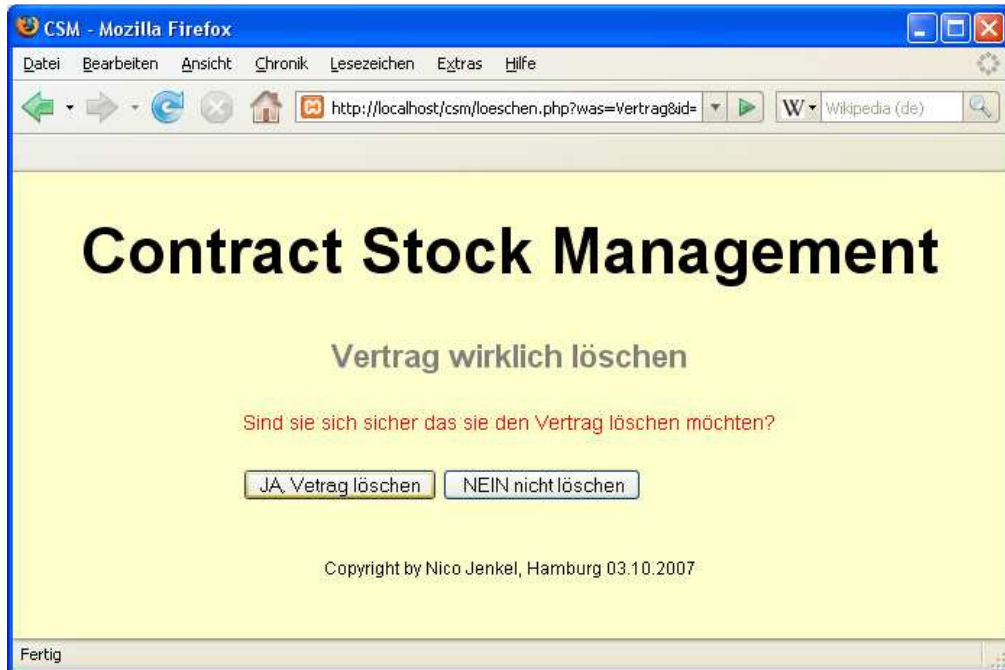 CSM - Mozilla Firefox
Datei Bearbeiten Ansicht Chronik Lesezeichen Extras Hilfe
http://localhost/csm/loeschen.php?was=Vertrag&id= W Wikipedia (de)
Contract Stock Management
Vertrag wirklich löschen
Sind sie sich sicher das sie den Vertrag löschen möchten?
JA, Vetrag löschen NEIN nicht löschen
Copyright by Nico Jenkel, Hamburg 03.10.2007
Fertig